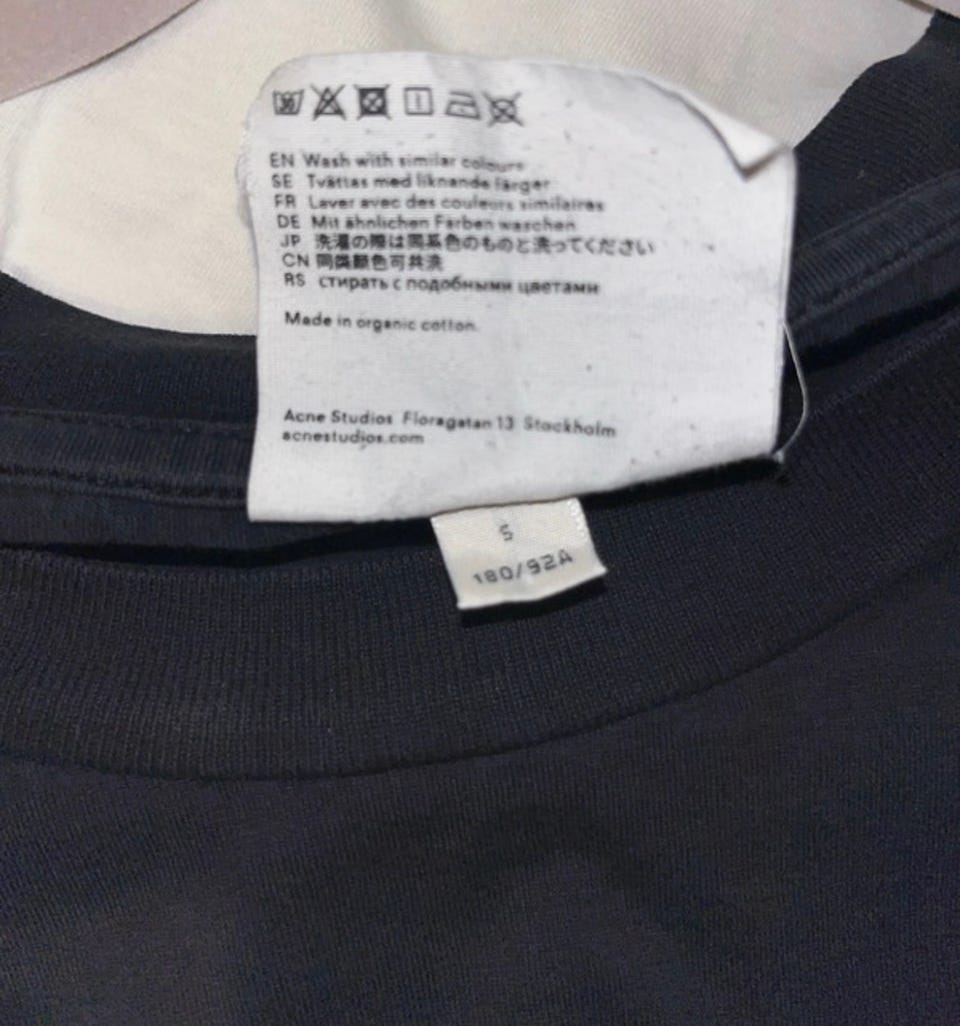 30
EN Wash with similar colours
SE Tvättas med liknande färger
FR Laver avec des couleurs similaires
DE Mit ähnlichen Farben waschen
JP 洗濯の際は同系色のものと洗ってください
CN 同类颜色可共洗
RS стирать с подобными цветами
Made in organic cotton.
Acne Studios Floragatan 13 Stockholm
acnestudios.com
S
180/92A